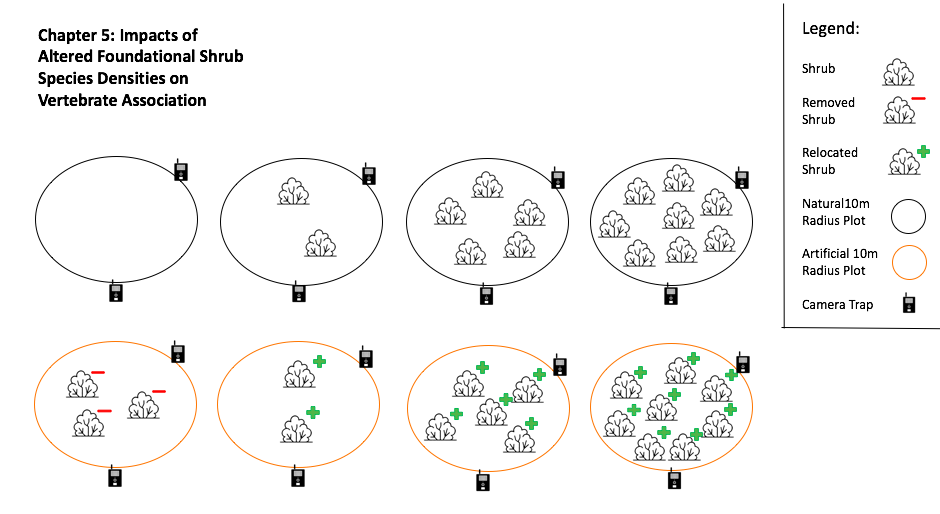 Chapter 5: Impacts of
Altered Foundational Shrub
Species Densities on
Vertebrate Association
Legend:
Shrub
Removed
Shrub
Relocated
Shrub
Natural10m
Radius Plot
Artificial 10m
Radius Plot
Camera Trap